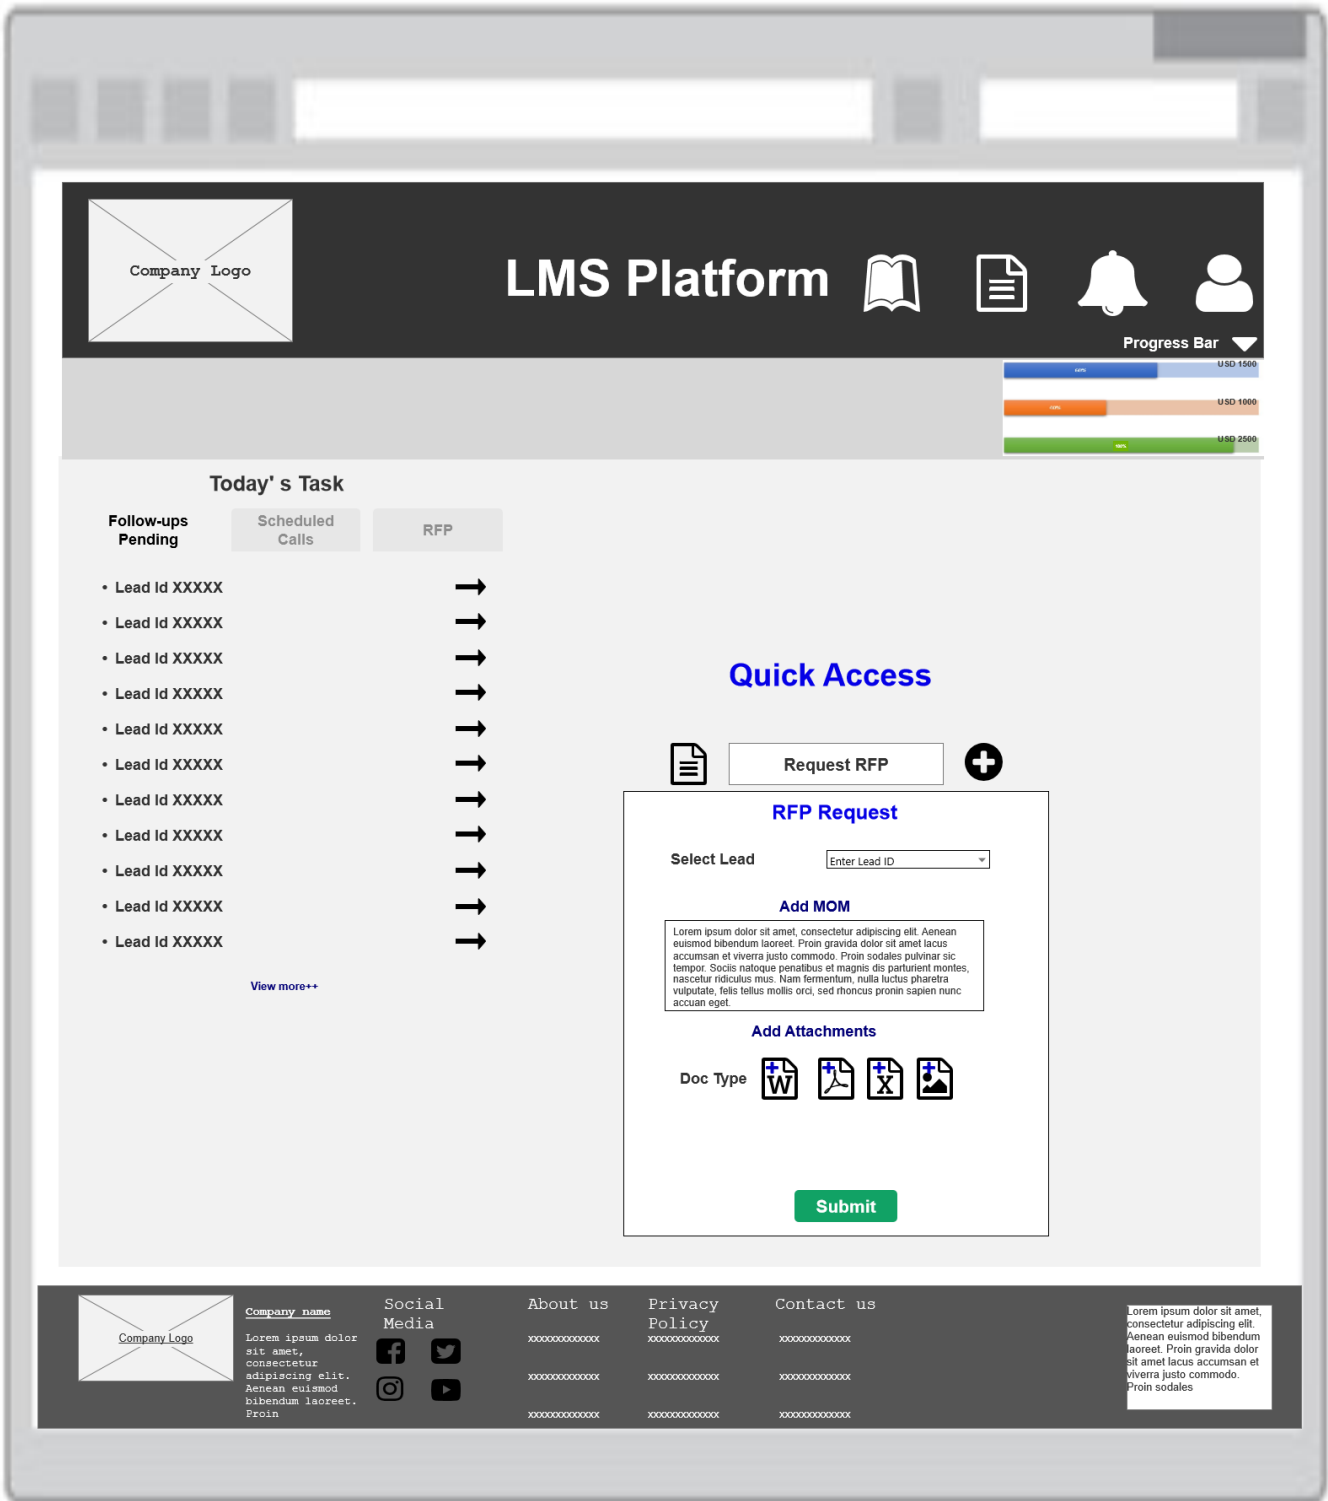 Company Logo
LMS Platform
Progress Bar
60%
USD 1500
USD 1000
USD 2500
Today' s Task
Follow-ups
Pending
Scheduled
Calls
RFP
• Lead Id XXXXX
• Lead Id XXXXX
• Lead Id XXXXX
• Lead Id XXXXX
• Lead Id XXXXX
• Lead Id XXXXX
• Lead Id XXXXX
• Lead Id XXXXX
• Lead Id XXXXX
• Lead Id XXXXX
• Lead Id XXXXX
View more++
Quick Access
Request RFP
RFP Request
Select Lead
Enter Lead ID
Add MOM
Lorem ipsum dolor sit amet, consectetur adipiscing elit. Aenean
euismod bibendum laoreet. Proin gravida dolor sit amet lacus
accumsan et viverra justo commodo. Proin sodales pulvinar sic
tempor. Sociis natoque penatibus et magnis dis parturient montes,
nascetur ridiculus mus. Nam fermentum, nulla luctus pharetra
vulputate, felis tellus mollis orci, sed rhoncus pronin sapien nunc
accuan eget.
Add Attachments
Doc Type
W
X
Submit
Company Logo
Company name
Lorem ipsum dolor
sit amet,
consectetur
adipiscing elit.
Aenean euismod
bibendum laoreet.
Proin
Social
Media
About us
xxxxxxxxxxxxx
xxxxxxxxxxxxx
xxxxxxxxxxxxx
Privacy
Policy
xxxxxxxxxxxxx
xxxxxxxxxxxxx
xxxxxxxxxxxxx
Contact us
xxxxxxxxxxxxx
xxxxxxxxxxxxx
xxxxxxxxxxxxx
Lorem ipsum dolor sit amet,
consectetur adipiscing elit.
Aenean euismod bibendum
laoreet. Proin gravida dolor
sit amet lacus accumsan et
viverra justo commodo.
Proin sodales